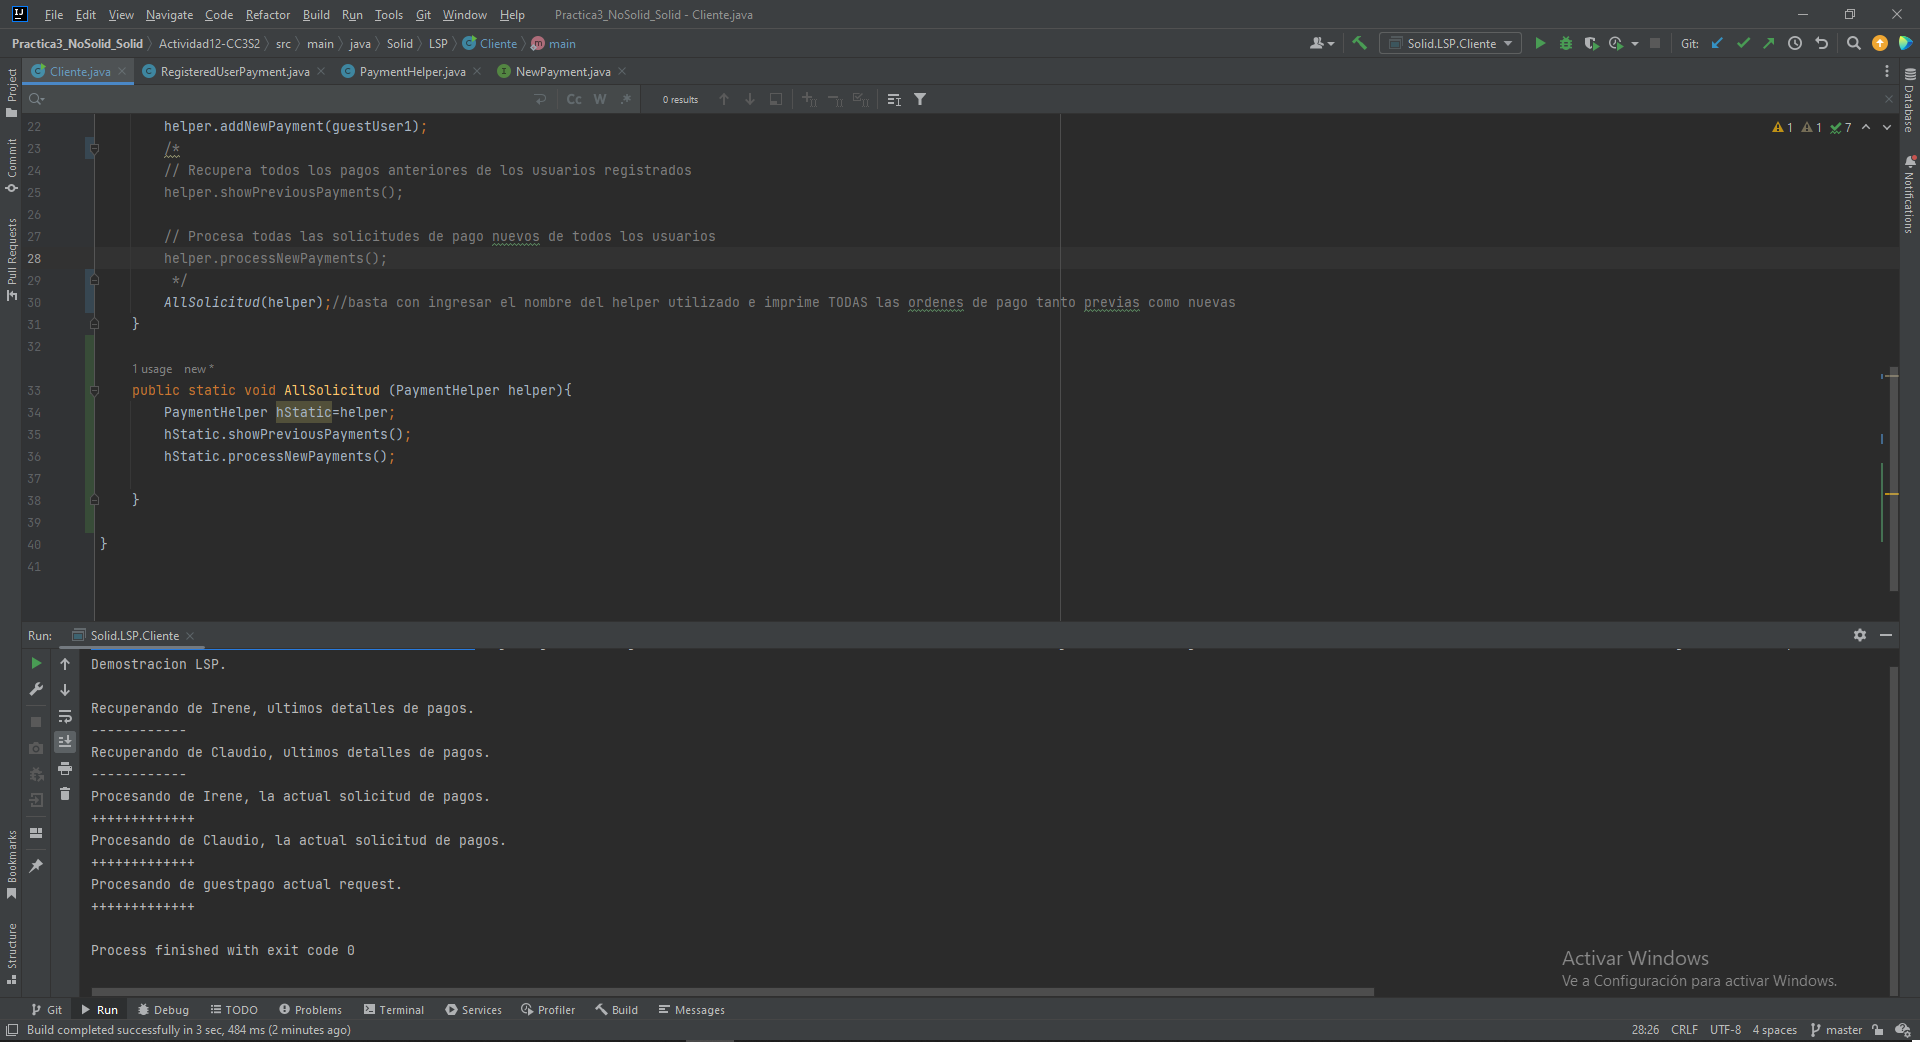 File Edit View Navigate Code Refactor Build Run Tools Git Window Help Practica3_NoSolid_Solid - Cliente.java
Practica3_NoSolid_Solid Actividad12-CC3S2 src main java Solid LSP Cliente main Solid.LSP.Cliente Git:
Cliente.java RegisteredUserPayment.java PaymentHelper.java NewPayment.java
Cc W .* 0 results
22 helper.addNewPayment(guestUser1); 1 1 7
23 /*
24 // Recupera todos los pagos anteriores de los usuarios registrados
25 helper.showPreviousPayments();
26
27 // Procesa todas las solicitudes de pago nuevos de todos los usuarios
28 helper.processNewPayments();
29 */
30 AllSolicitud(helper);//basta con ingresar el nombre del helper utilizado e imprime TODAS las ordenes de pago tanto previas como nuevas
31 }
32
1 usage new *
33 public static void AllSolicitud (PaymentHelper helper){
34 PaymentHelper hStatic=helper;
35 hStatic.showPreviousPayments();
36 hStatic.processNewPayments();
37
38 }
39
40 }
41
Project
Commit
Pull Requests
Bookmarks
Structure
Database
Notifications
Run: Solid.LSP.Cliente
Demostracion LSP.
Recuperando de Irene, ultimos detalles de pagos.
------------
Recuperando de Claudio, ultimos detalles de pagos.
------------
Procesando de Irene, la actual solicitud de pagos.
+++++++++++++
Procesando de Claudio, la actual solicitud de pagos.
+++++++++++++
Procesando de guestpago actual request.
+++++++++++++
Process finished with exit code 0
Activar Windows
Ve a Configuración para activar Windows.
Git Run Debug TODO Problems Terminal Services Profiler Build Messages
Build completed successfully in 3 sec, 484 ms (2 minutes ago) 28:26 CRLF UTF-8 4 spaces master